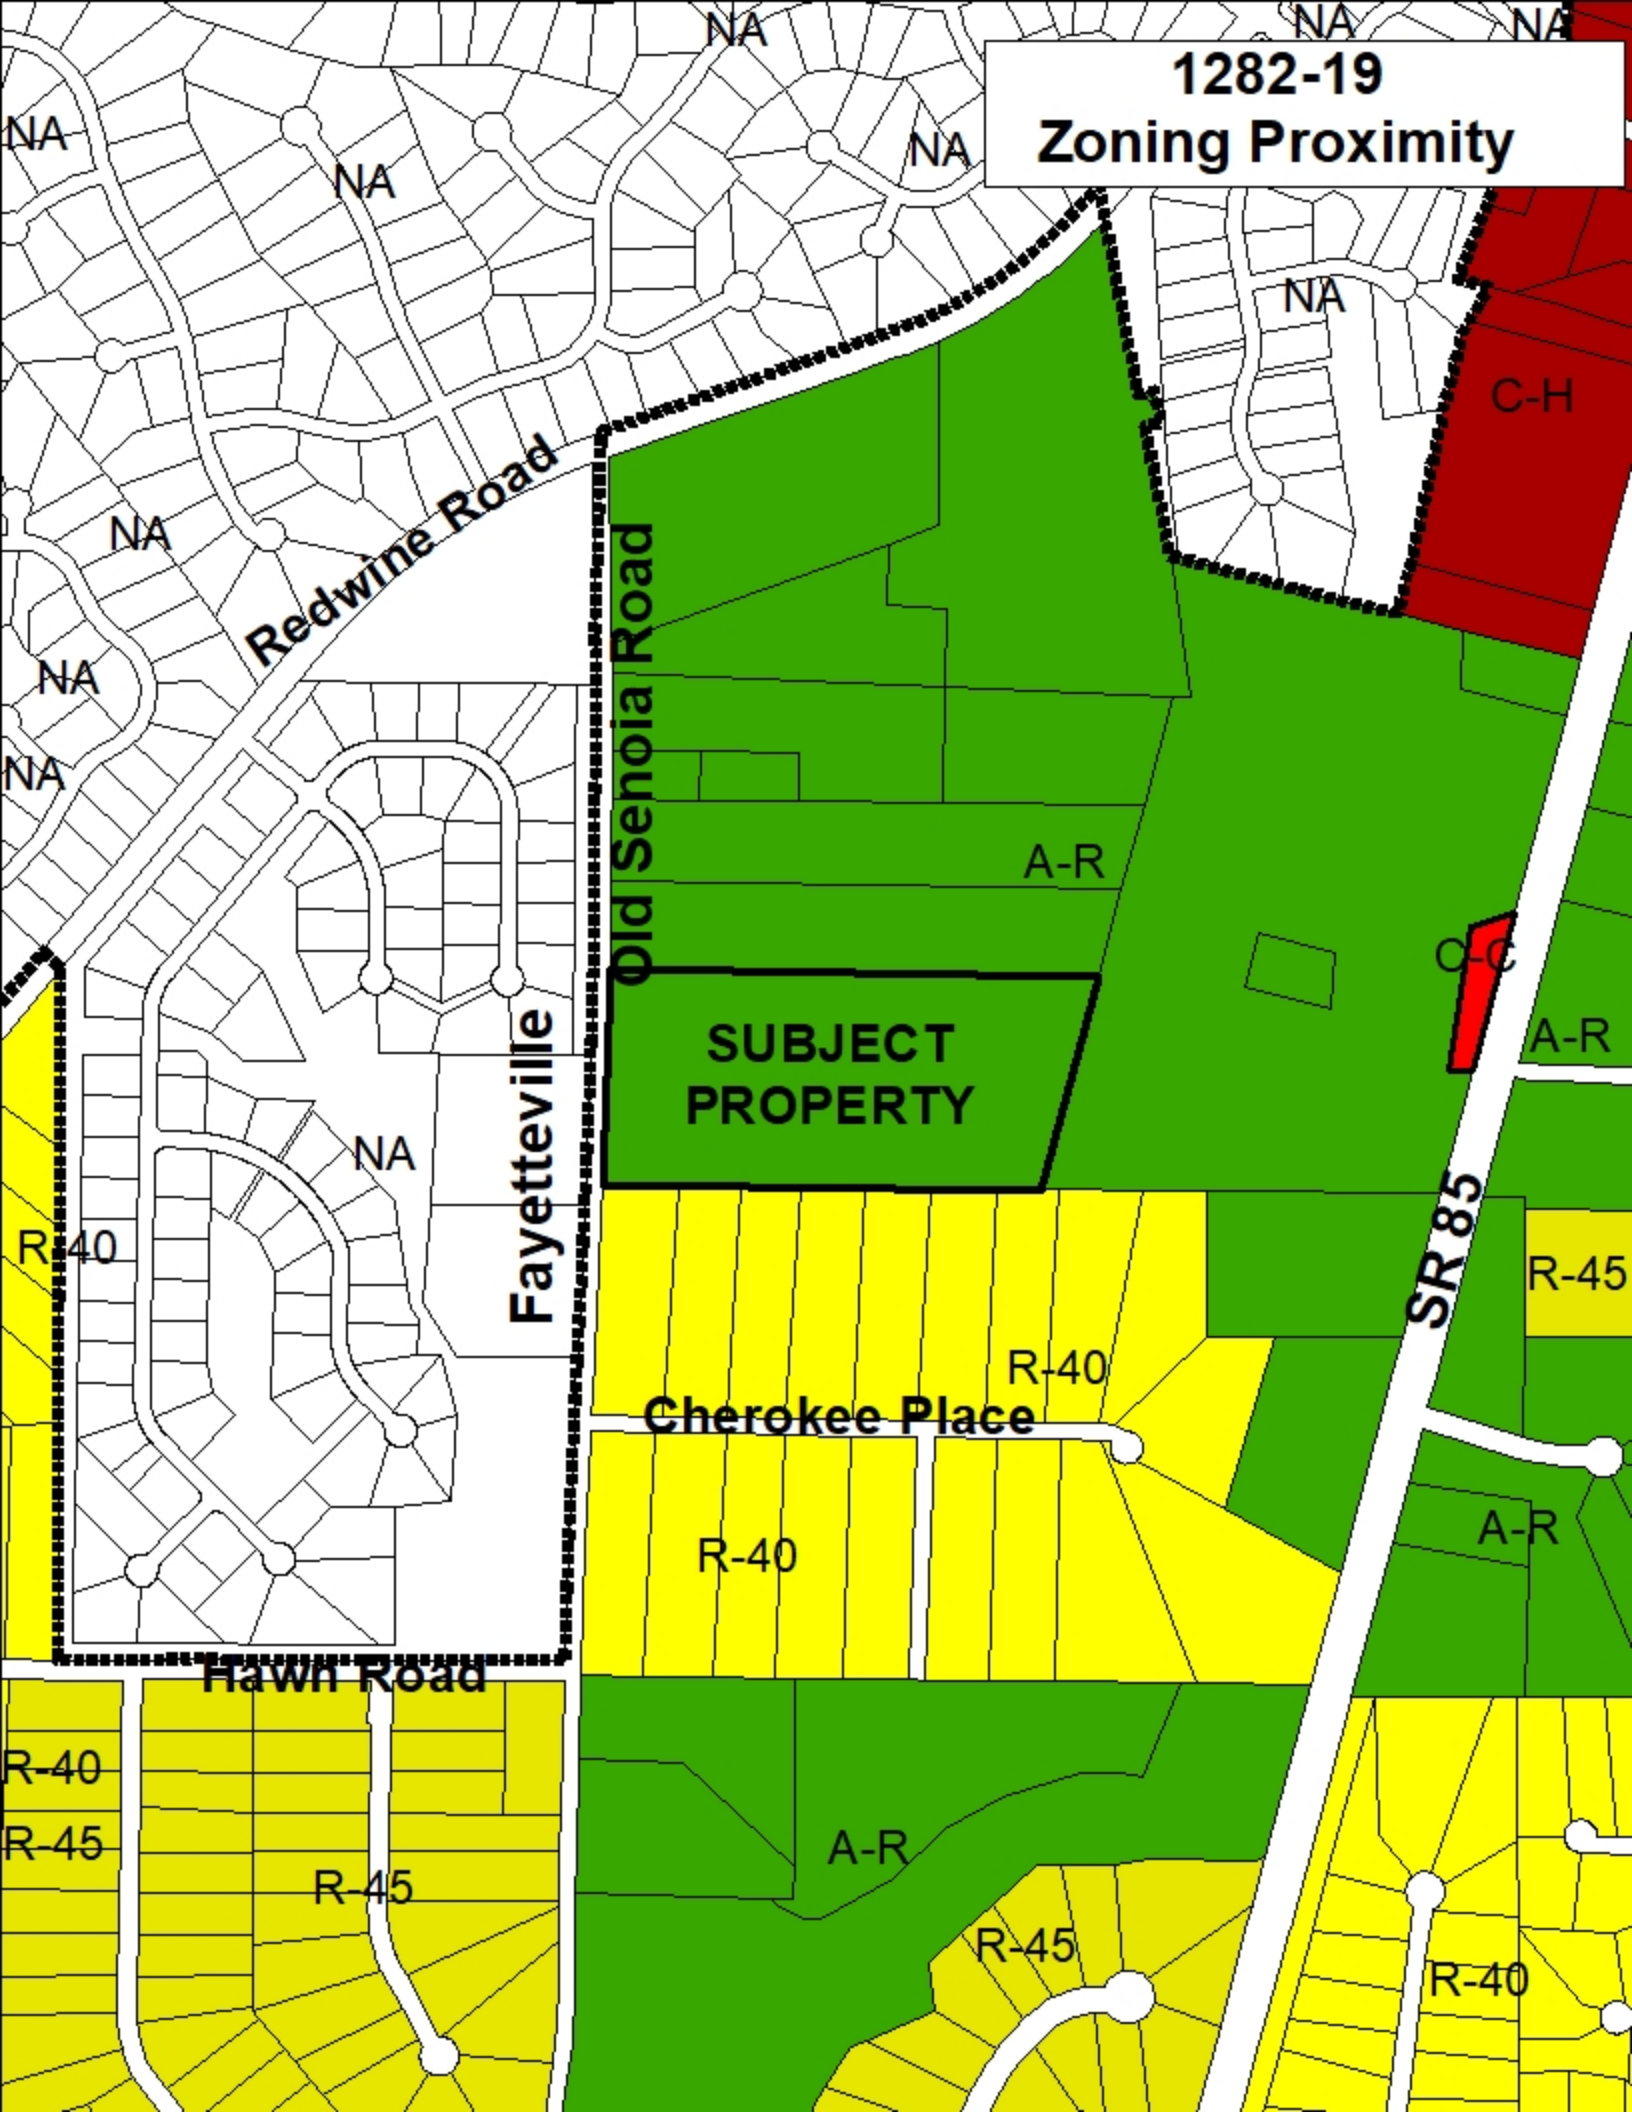 NA
NA
NA
1282-19
Zoning Proximity
NA
NA
NA
NA
C-H
Redwine Road
NA
Old Senoia Road
NA
NA
A-R
C-C
SUBJECT
PROPERTY
A-R
Fayetteville
NA
R-40
SR 85
R-45
R-40
Cherokee Place
R-40
A-R
Hawn Road
R-40
R-45
A-R
R-45
R-45
R-40